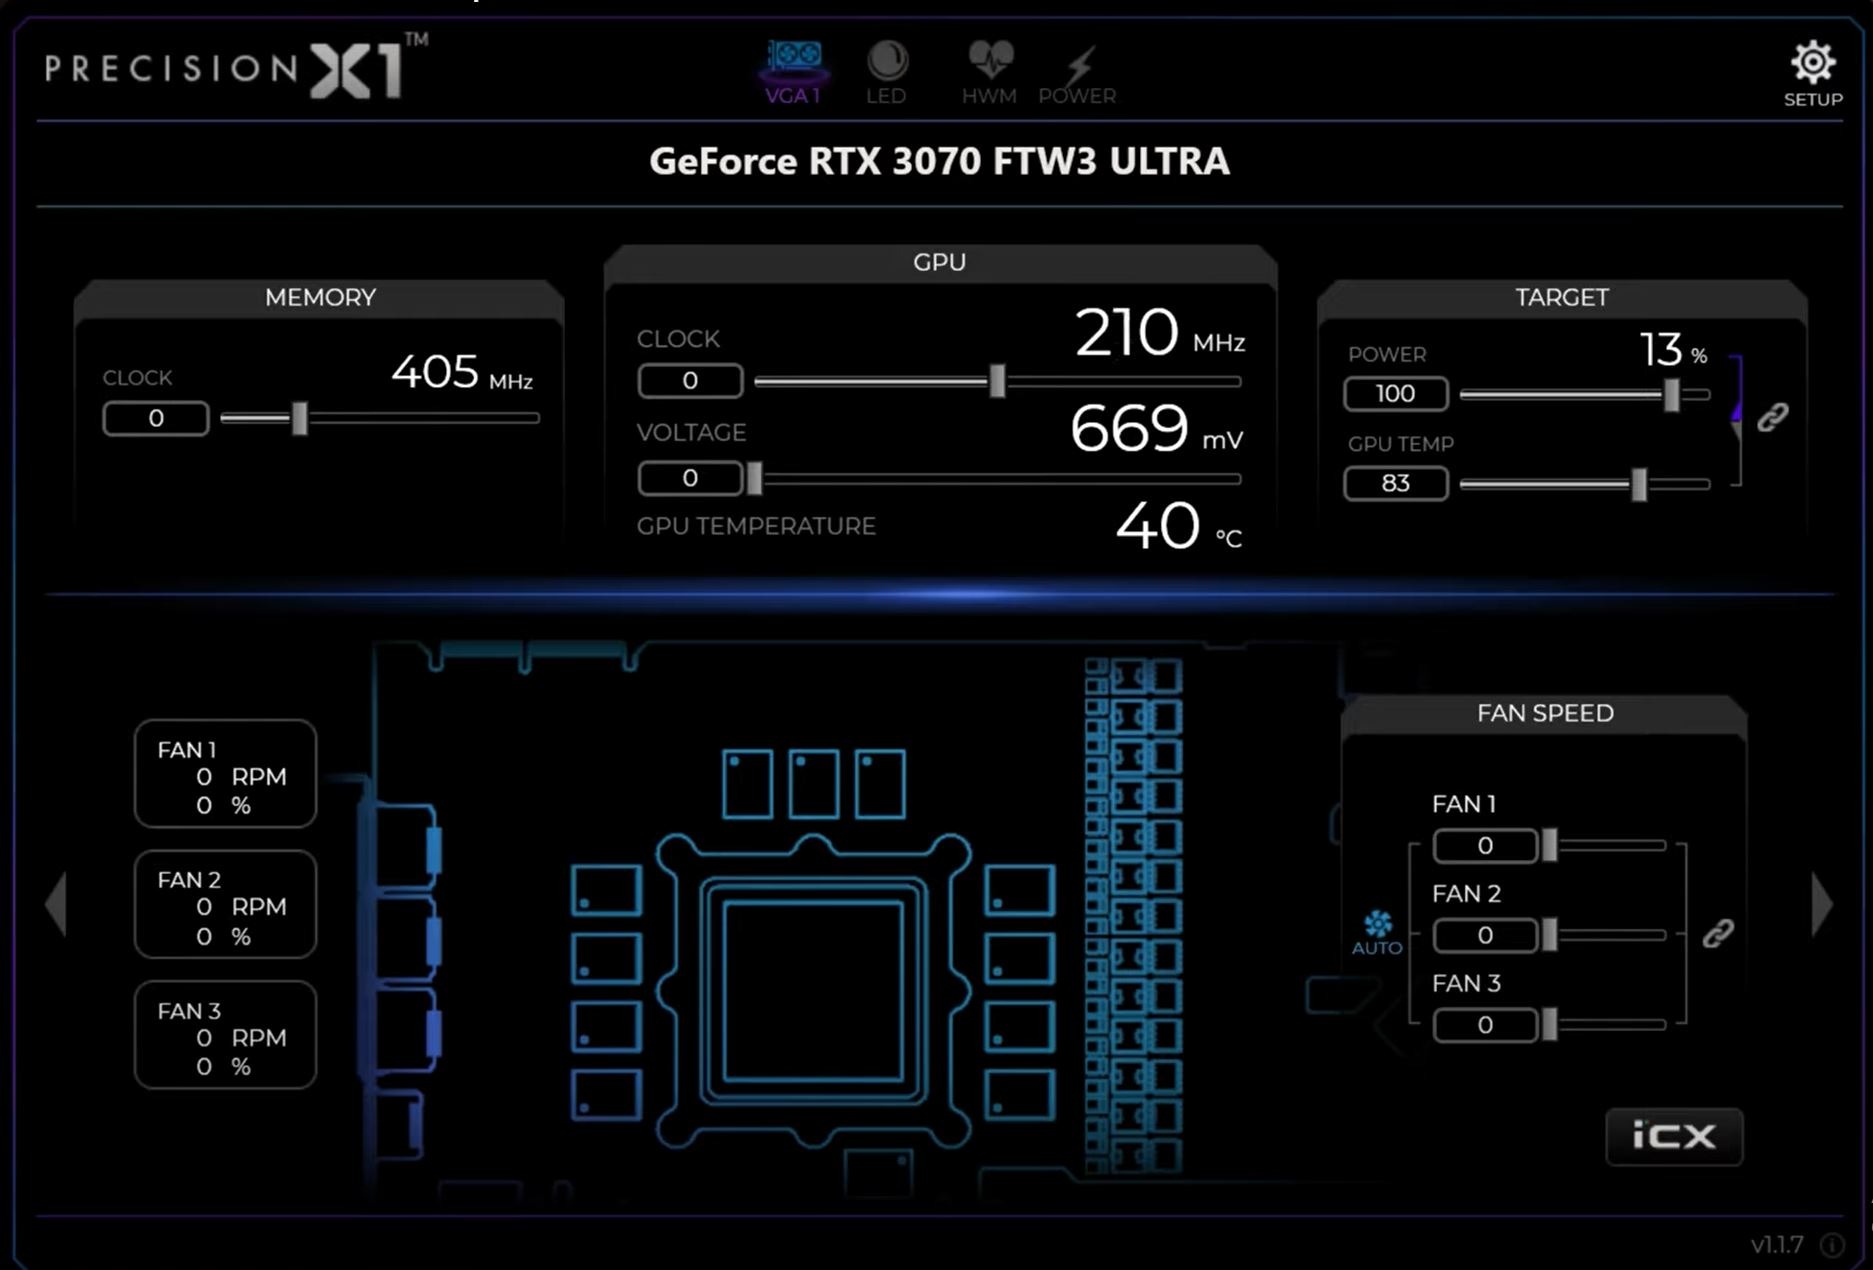 PRECISION X1™
VGA 1
LED
HWM
POWER
SETUP
GeForce RTX 3070 FTW3 ULTRA
MEMORY
CLOCK
405 MHz
0
GPU
CLOCK
210 MHz
0
VOLTAGE
669 mV
0
GPU TEMPERATURE
40 °C
TARGET
POWER
13 %
100
GPU TEMP
83
FAN 1
0 RPM
0 %
FAN 2
0 RPM
0 %
FAN 3
0 RPM
0 %
FAN SPEED
FAN 1
0
FAN 2
0
AUTO
FAN 3
0
iCX
v1.1.7